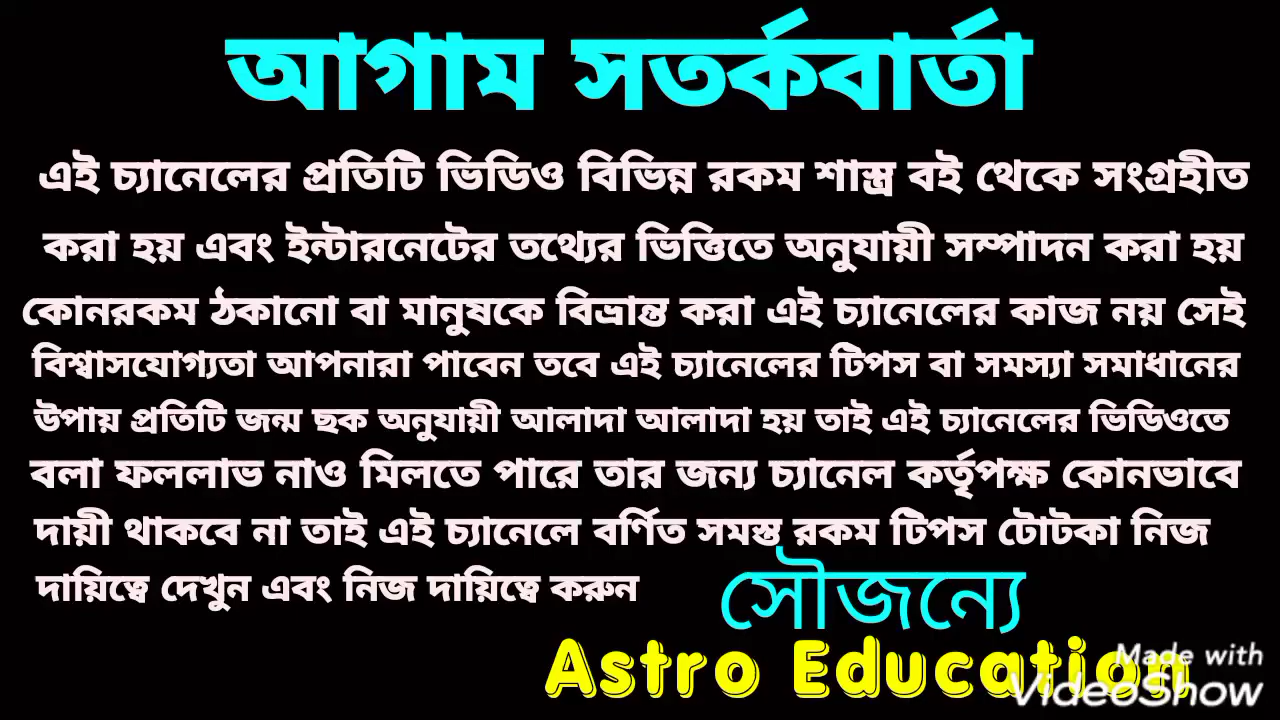 আগাম সতর্কবার্তা
এই চ্যানেলের প্রতিটি ভিডিও বিভিন্ন রকম শাস্ত্র বই থেকে সংগ্রহীত
করা হয় এবং ইন্টারনেটের তথ্যের ভিত্তিতে অনুযায়ী সম্পাদন করা হয়
কোনরকম ঠকানো বা মানুষকে বিভ্রান্ত করা এই চ্যানেলের কাজ নয় সেই
বিশ্বাসযোগ্যতা আপনারা পাবেন তবে এই চ্যানেলের টিপস বা সমস্যা সমাধানের
উপায় প্রতিটি জন্ম ছক অনুযায়ী আলাদা আলাদা হয় তাই এই চ্যানেলের ভিডিওতে
বলা ফললাভ নাও মিলতে পারে তার জন্য চ্যানেল কর্তৃপক্ষ কোনভাবে
দায়ী থাকবে না তাই এই চ্যানেলে বর্ণিত সমস্ত রকম টিপস টোটকা নিজ
দায়িত্বে দেখুন এবং নিজ দায়িত্বে করুন
সৌজন্যে
Astro Education
Made with
VideoShow